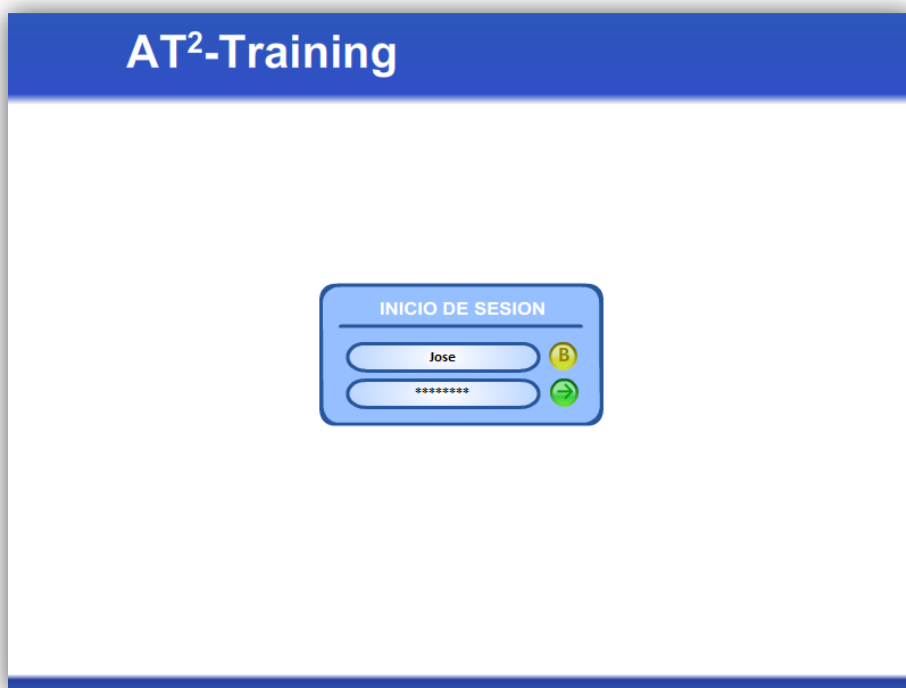 AT²-Training
INICIO DE SESION
Jose
B
********